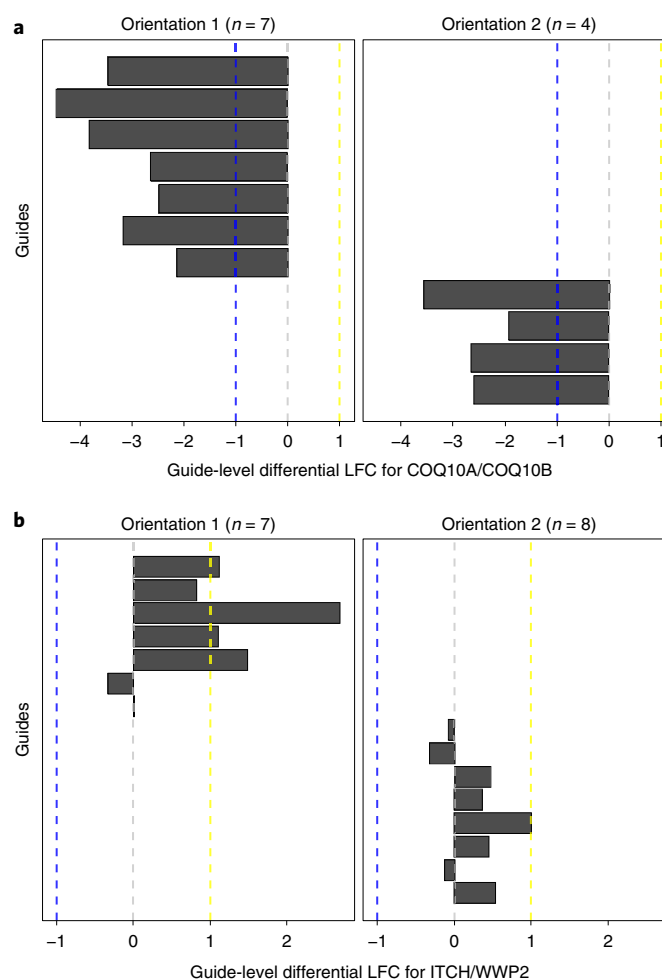 a
Orientation 1 (n = 7)
Orientation 2 (n = 4)
Guides
−4 −3 −2 −1 0 1
−4 −3 −2 −1 0 1
Guide-level differential LFC for COQ10A/COQ10B
b
Orientation 1 (n = 7)
Orientation 2 (n = 8)
Guides
−1 0 1 2
−1 0 1 2
Guide-level differential LFC for ITCH/WWP2